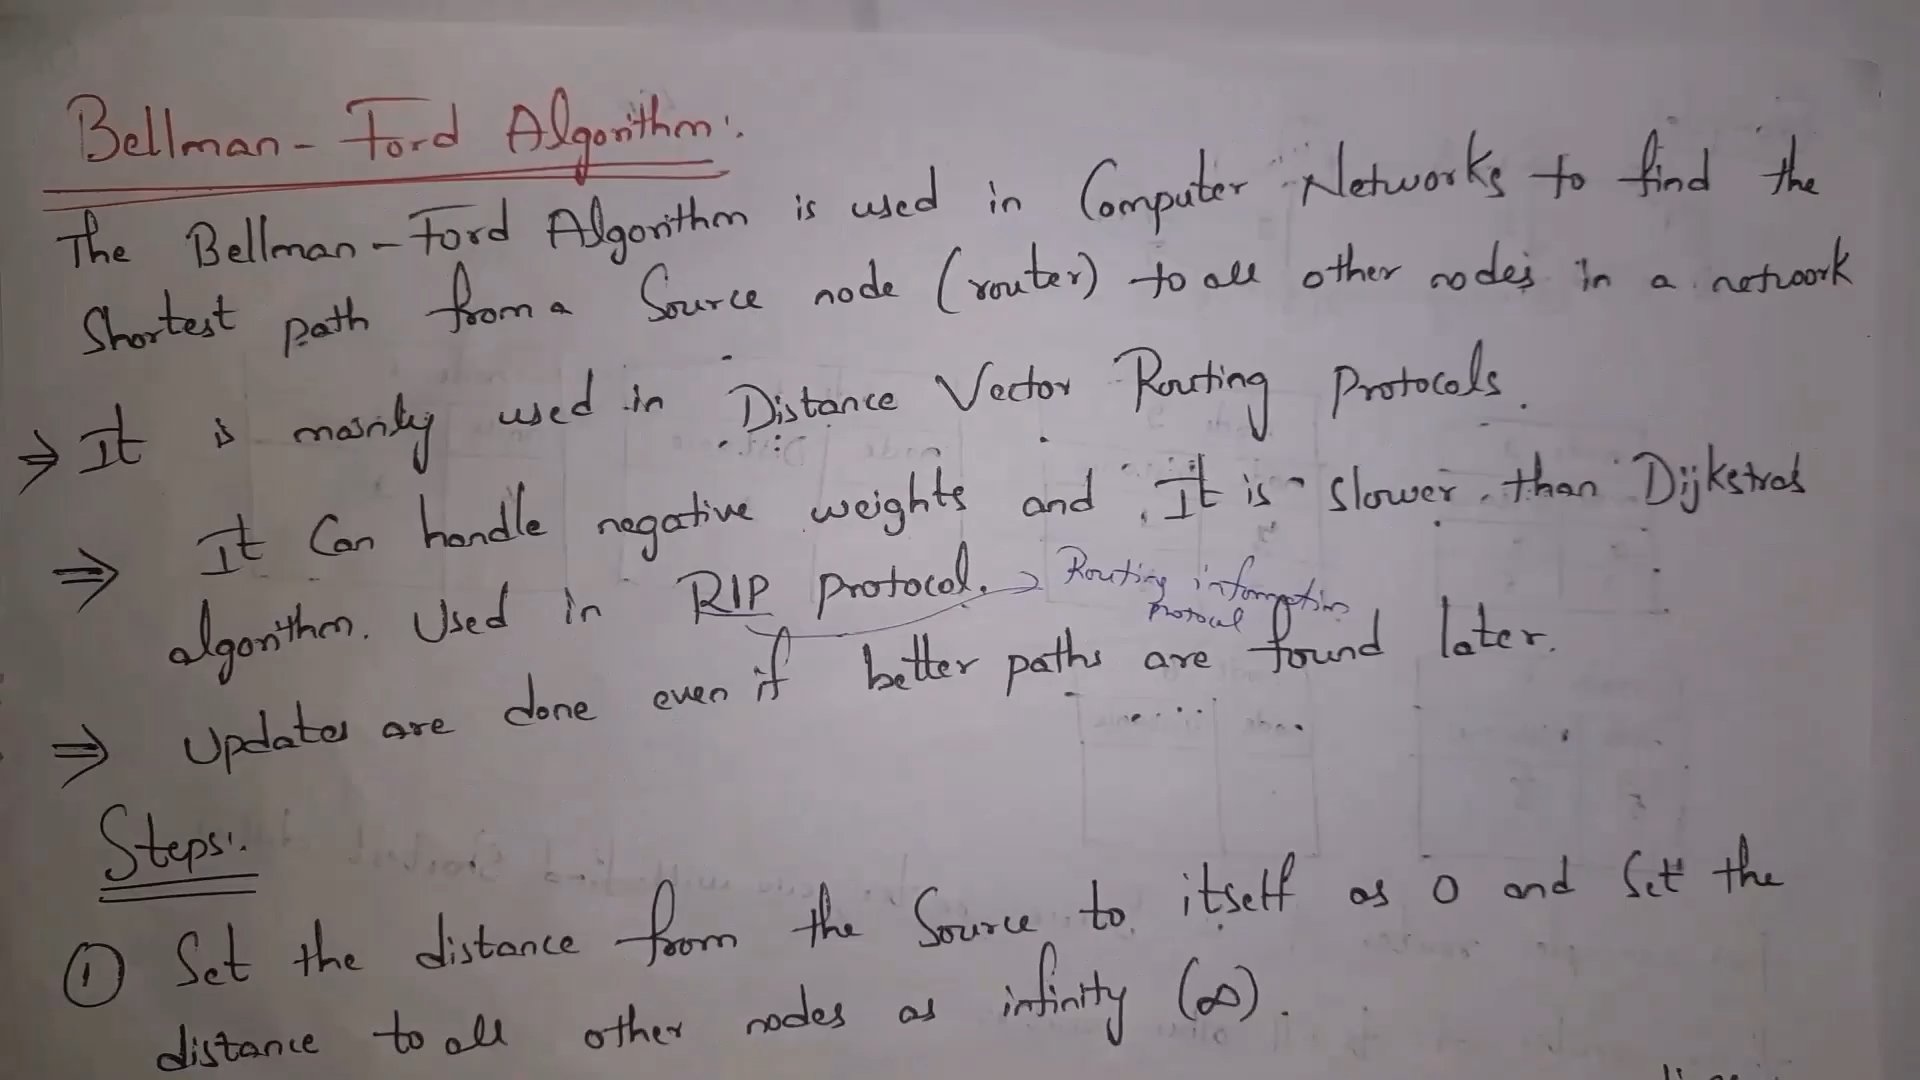 Bellman-Ford Algorithm:
The Bellman-Ford Algorithm is used in Computer Networks to find the
Shortest path from a Source node (router) to all other nodes in a network
⇒ It is mainly used in Distance Vector Routing Protocols.
⇒ It Can handle negative weights and It is slower than Dijkstras
algorithm. Used in RIP protocol. → Routing information
protocol
⇒ Updates are done even if better paths are found later.
Steps:
① Set the distance from the Source to itself as 0 and Set the
distance to all other nodes as infinity (∞).